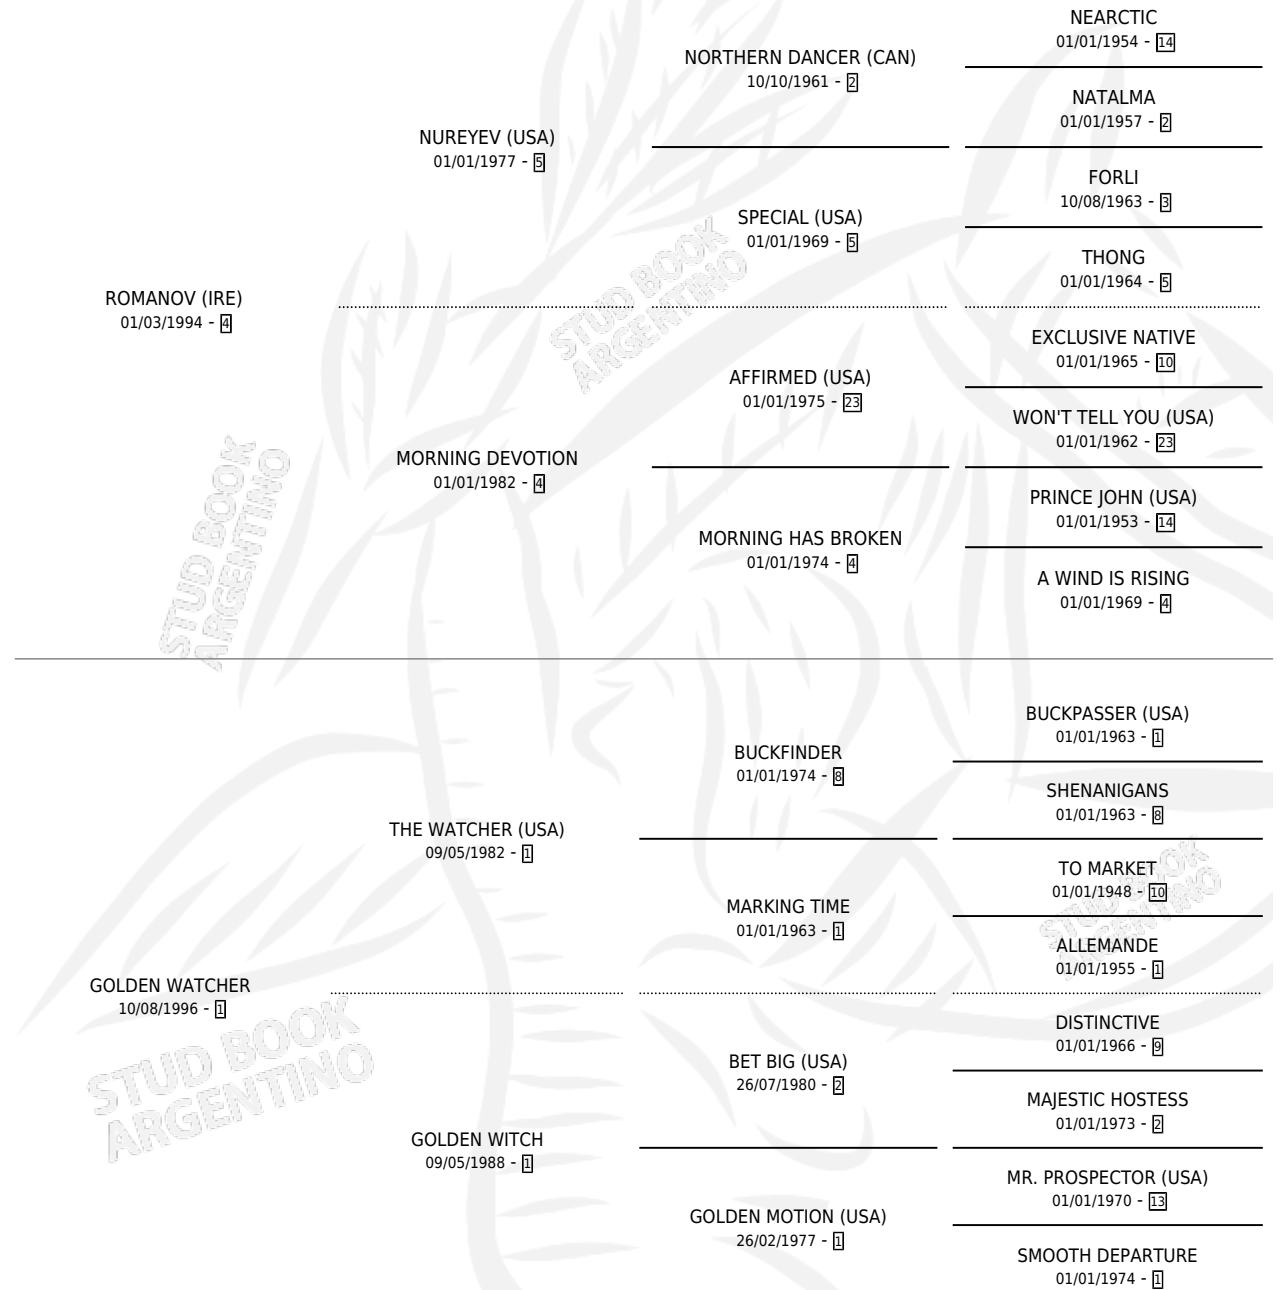 NEARCTIC
01/01/1954 - 14
NORTHERN DANCER (CAN)
10/10/1961 - 2
NATALMA
01/01/1957 - 2
NUREYEV (USA)
01/01/1977 - 5
FORLI
10/08/1963 - 3
SPECIAL (USA)
01/01/1969 - 5
THONG
01/01/1964 - 5
ROMANOV (IRE)
01/03/1994 - 4
EXCLUSIVE NATIVE
01/01/1965 - 10
AFFIRMED (USA)
01/01/1975 - 23
WON'T TELL YOU (USA)
01/01/1962 - 23
MORNING DEVOTION
01/01/1982 - 4
PRINCE JOHN (USA)
01/01/1953 - 14
MORNING HAS BROKEN
01/01/1974 - 4
A WIND IS RISING
01/01/1969 - 4
BUCKPASSER (USA)
01/01/1963 - 1
BUCKFINDER
01/01/1974 - 8
SHENANIGANS
01/01/1963 - 8
THE WATCHER (USA)
09/05/1982 - 1
TO MARKET
01/01/1948 - 10
MARKING TIME
01/01/1963 - 1
ALLEMANDE
01/01/1955 - 1
GOLDEN WATCHER
10/08/1996 - 1
DISTINCTIVE
01/01/1966 - 9
BET BIG (USA)
26/07/1980 - 2
MAJESTIC HOSTESS
01/01/1973 - 2
GOLDEN WITCH
09/05/1988 - 1
MR. PROSPECTOR (USA)
01/01/1970 - 13
GOLDEN MOTION (USA)
26/02/1977 - 1
SMOOTH DEPARTURE
01/01/1974 - 1
STUD BOOK
ARGENTINO
STUD BOOK
ARGENTINO
STUD BOOK
ARGENTINO
STUD BOOK
ARGENTINO